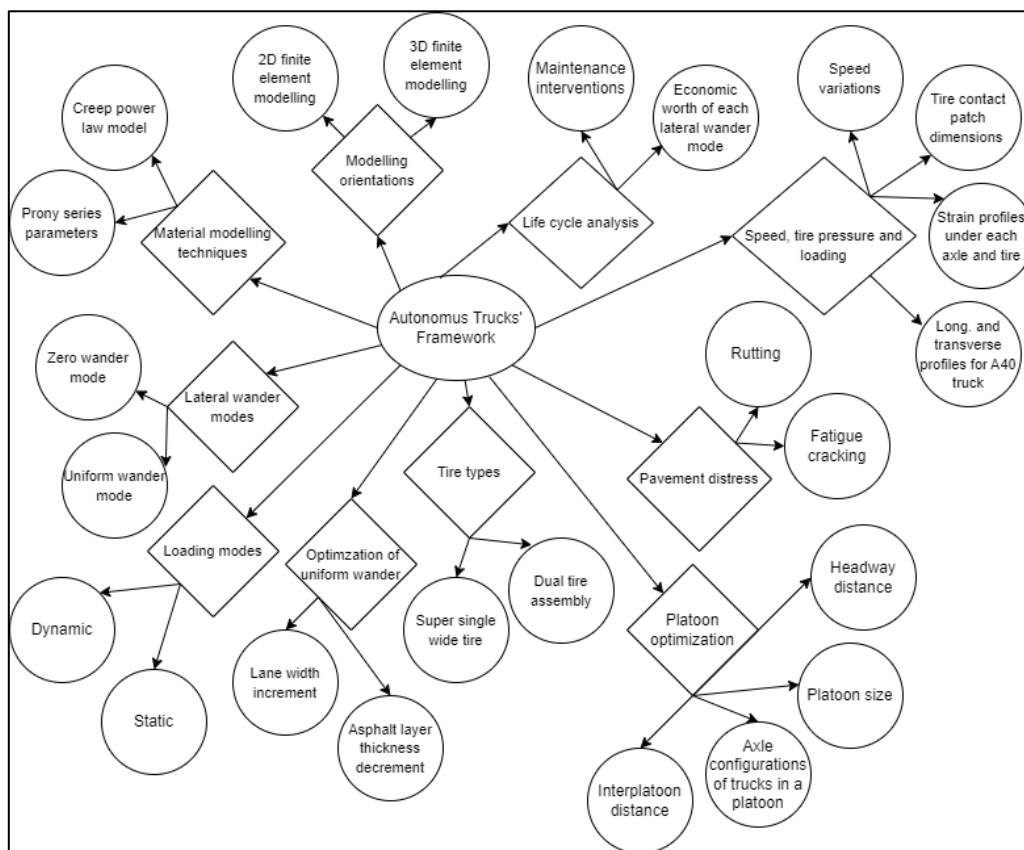 2D finite
element
modelling
3D finite
element
modelling
Maintenance
interventions
Economic
worth of each
lateral wander
mode
Speed
variations
Tire contact
patch
dimensions
Creep power
law model
Modelling
orientations
Prony series
parameters
Material modelling
techniques
Life cycle analysis
Speed, tire pressure and
loading
Strain profiles
under each
axle and tire
Autonomus Trucks'
Framework
Long. and
transverse
profiles for A40
truck
Zero wander
mode
Lateral wander
modes
Uniform wander
mode
Rutting
Fatigue
cracking
Tire types
Pavement distress
Loading modes
Optimzation of
uniform wander
Dual tire
assembly
Headway
distance
Dynamic
Super single
wide tire
Platoon
optimization
Static
Lane width
increment
Platoon size
Asphalt layer
thickness
decrement
Axle
configurations
of trucks in a
platoon
Interplatoon
distance